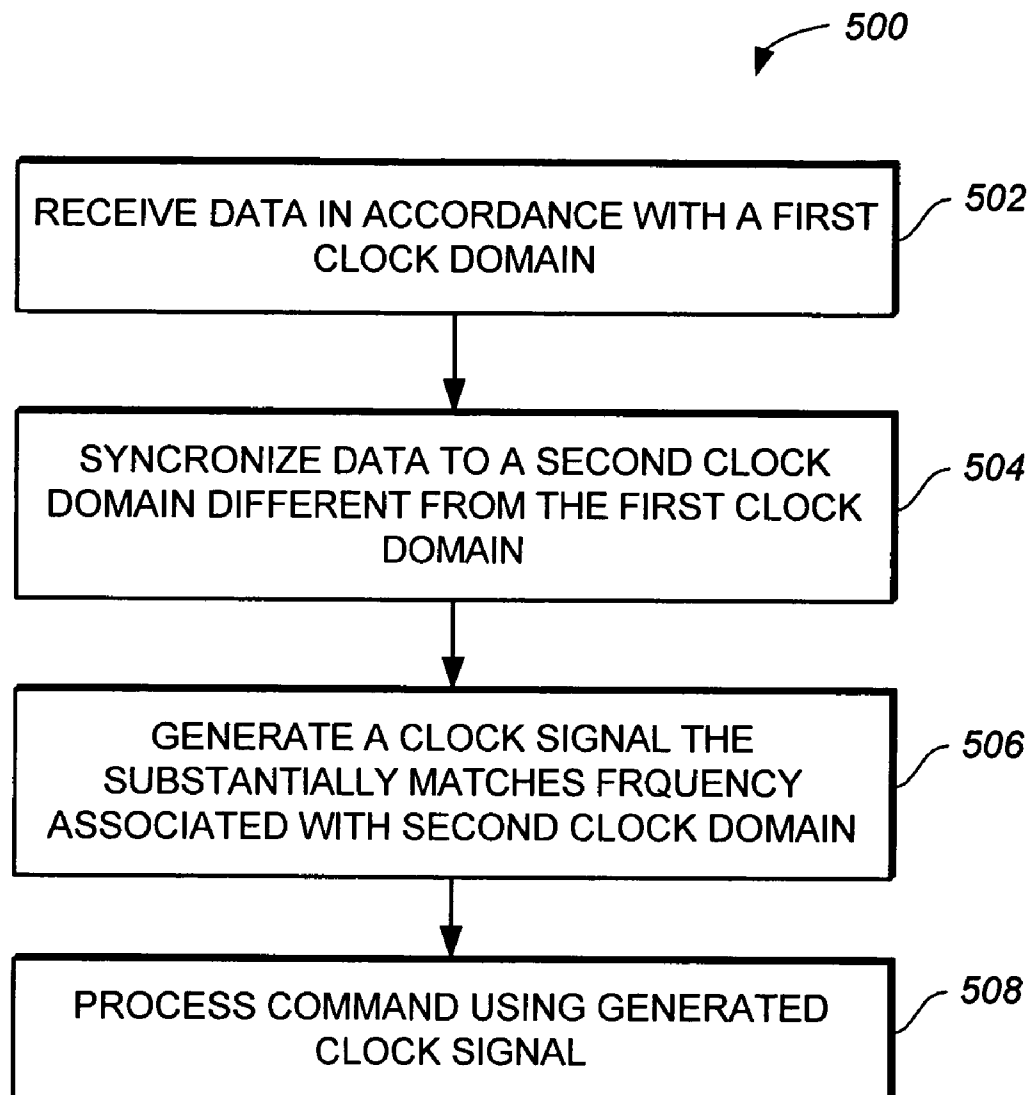 500
RECEIVE DATA IN ACCORDANCE WITH A FIRST
CLOCK DOMAIN
502
SYNCRONIZE DATA TO A SECOND CLOCK
DOMAIN DIFFERENT FROM THE FIRST CLOCK
DOMAIN
504
GENERATE A CLOCK SIGNAL THE
SUBSTANTIALLY MATCHES FRQUENCY
ASSOCIATED WITH SECOND CLOCK DOMAIN
506
PROCESS COMMAND USING GENERATED
CLOCK SIGNAL
508